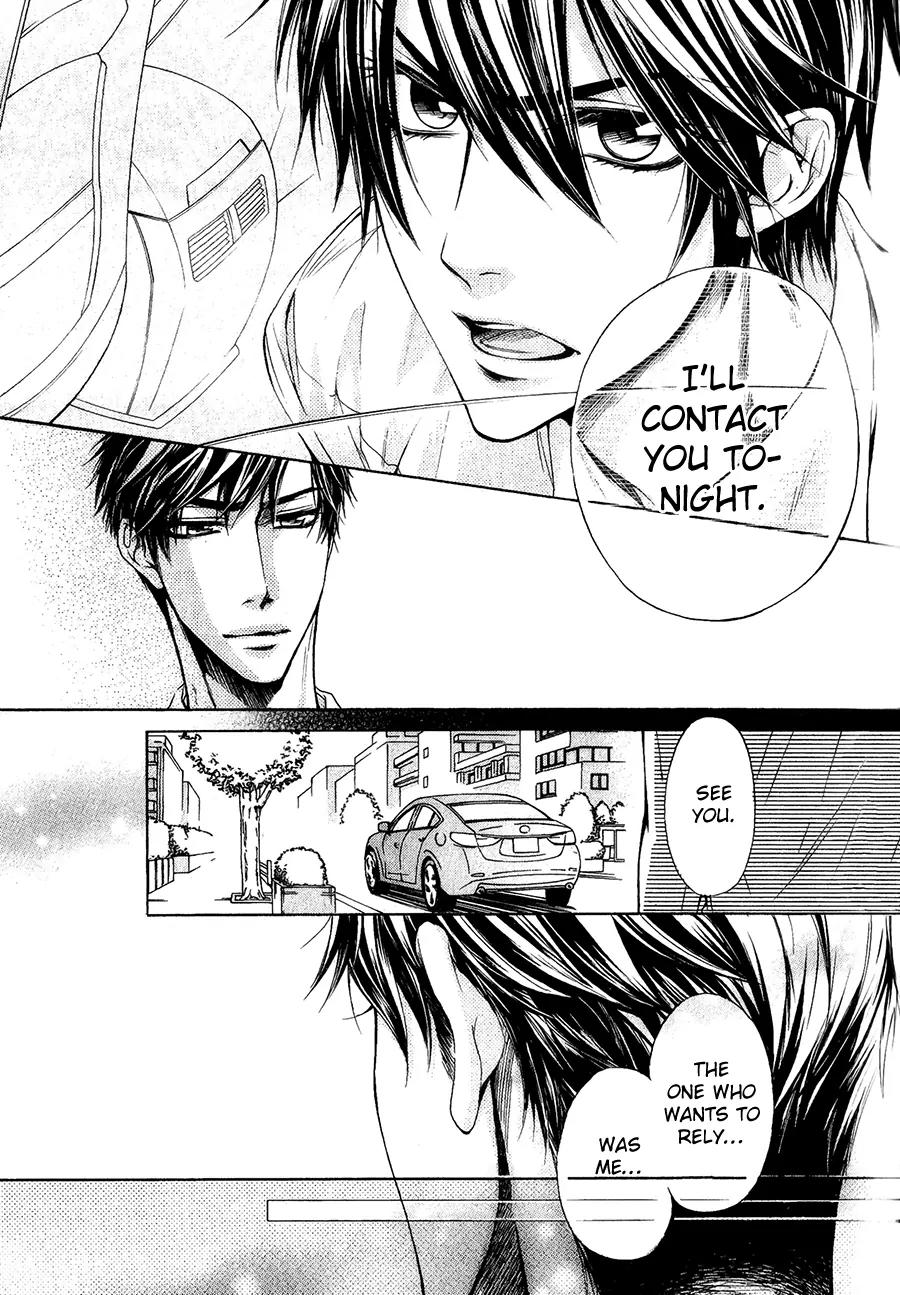 I'LL
CONTACT
YOU TO-
NIGHT.
SEE
YOU.
THE
ONE WHO
WANTS TO
RELY...
WAS
ME...